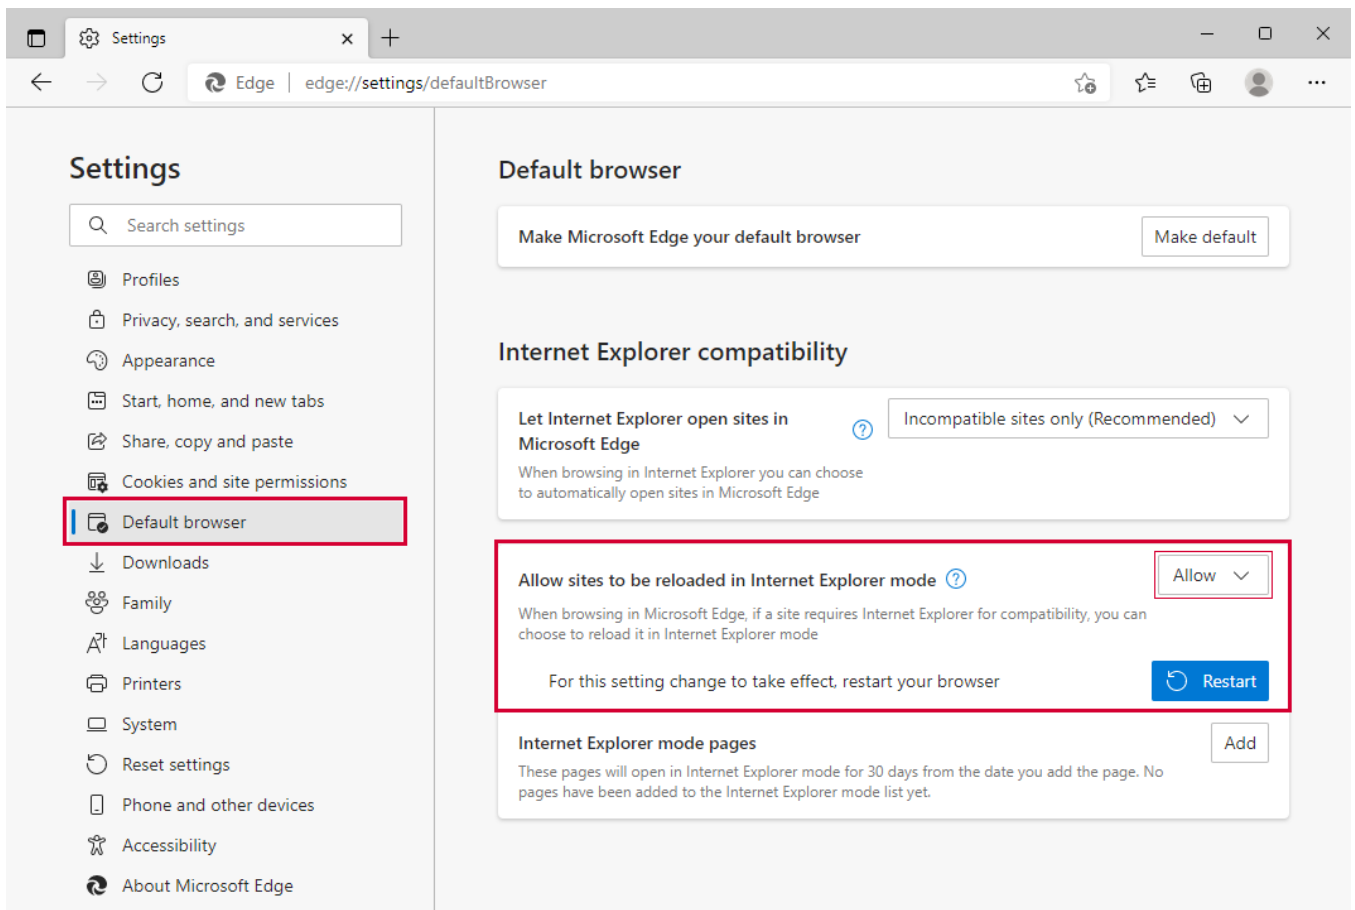 Settings
Edge
edge://settings/defaultBrowser
Settings
Search settings
Profiles
Privacy, search, and services
Appearance
Start, home, and new tabs
Share, copy and paste
Cookies and site permissions
Default browser
Downloads
Family
Languages
Printers
System
Reset settings
Phone and other devices
Accessibility
About Microsoft Edge
Default browser
Make Microsoft Edge your default browser
Make default
Internet Explorer compatibility
Let Internet Explorer open sites in
Microsoft Edge
Incompatible sites only (Recommended)
When browsing in Internet Explorer you can choose
to automatically open sites in Microsoft Edge
Allow sites to be reloaded in Internet Explorer mode
Allow
When browsing in Microsoft Edge, if a site requires Internet Explorer for compatibility, you can
choose to reload it in Internet Explorer mode
For this setting change to take effect, restart your browser
Restart
Internet Explorer mode pages
Add
These pages will open in Internet Explorer mode for 30 days from the date you add the page. No
pages have been added to the Internet Explorer mode list yet.